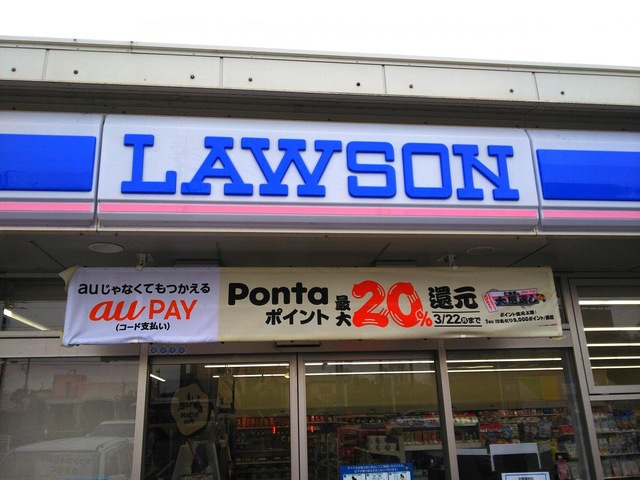 LAWSON
auじゃなくてもつかえる
au PAY
(コード支払い)
Ponta
ポイント
最大
20%
還元
3/22㊊まで